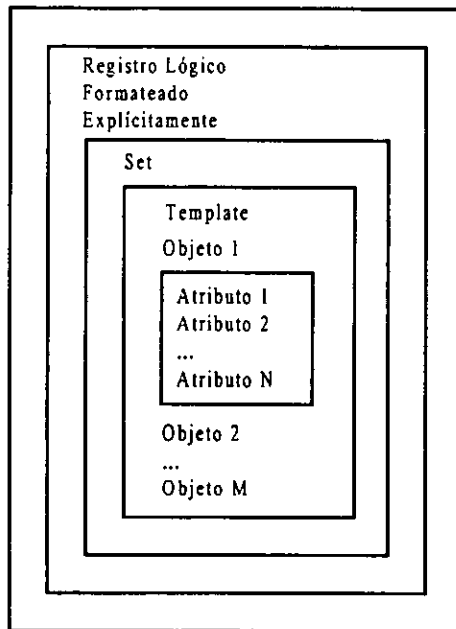 Registro Lógico
Formateado
Explícitamente
Set
Template
Objeto 1
Atributo 1
Atributo 2
...
Atributo N
Objeto 2
...
Objeto M